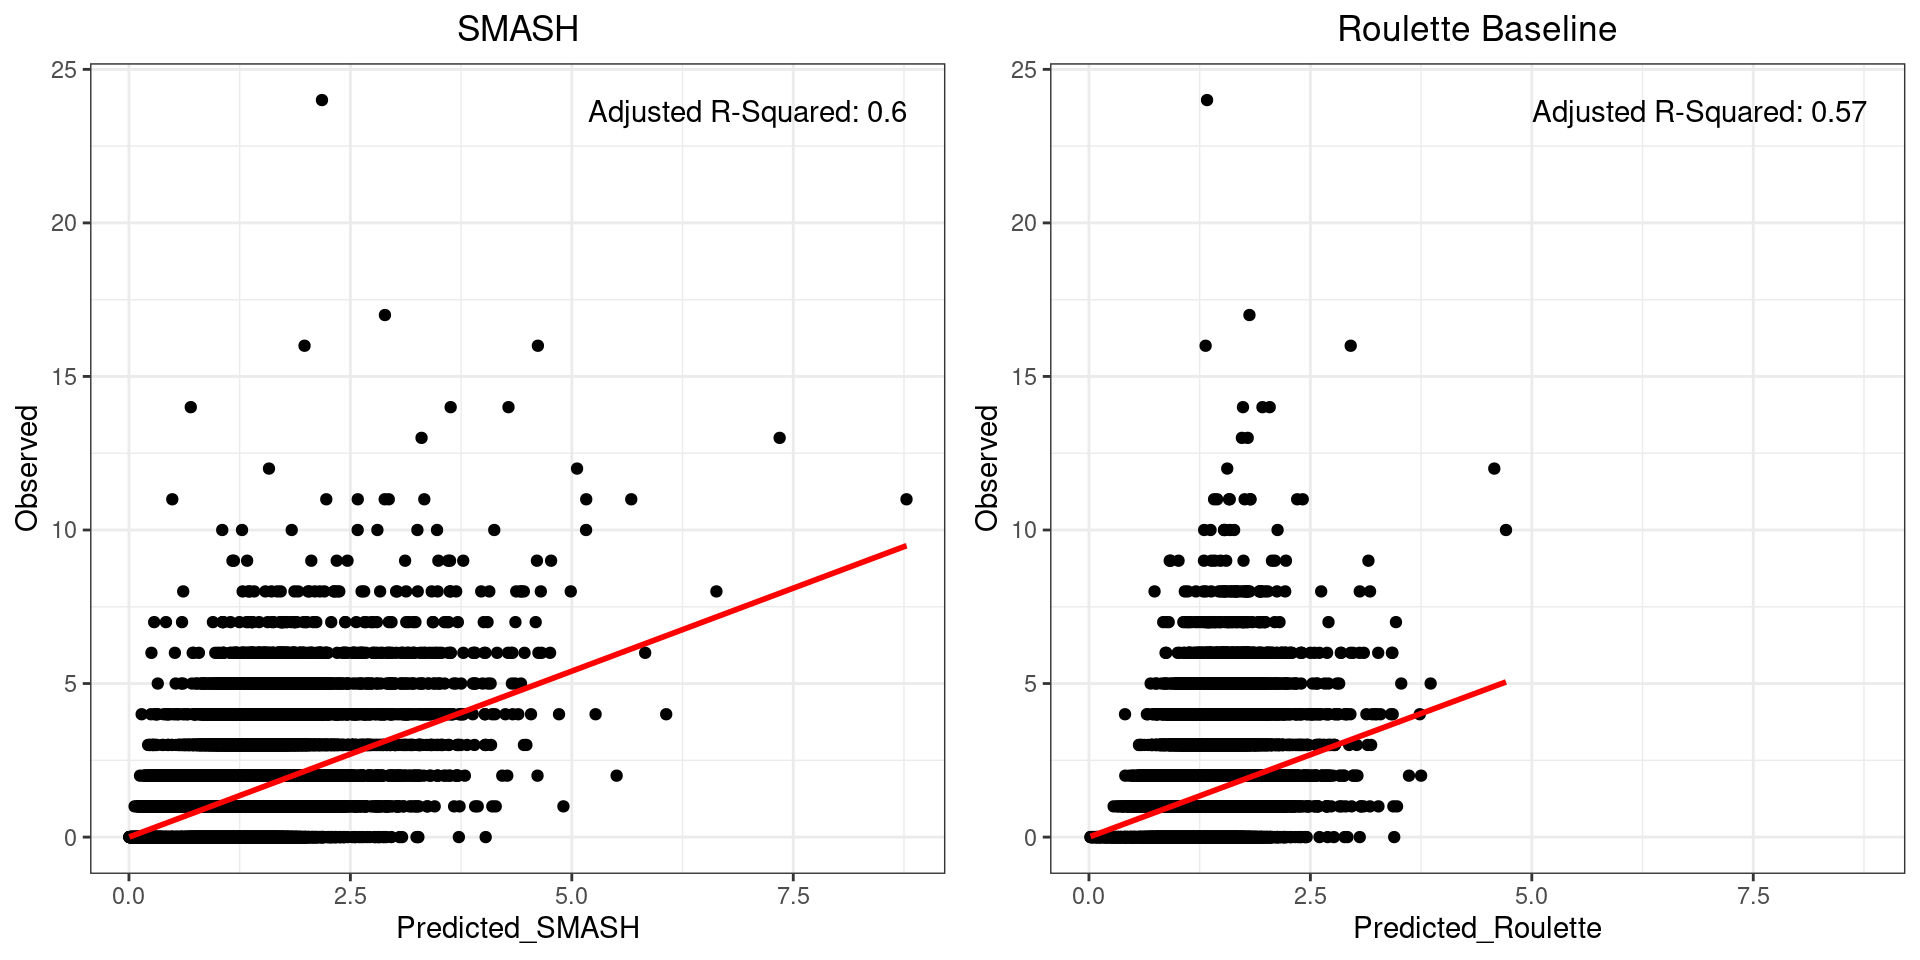 SMASH
Adjusted R-Squared: 0.6
Observed
25
20
15
10
5
0
0.0 2.5 5.0 7.5
Predicted_SMASH
Roulette Baseline
Adjusted R-Squared: 0.57
Observed
25
20
15
10
5
0
0.0 2.5 5.0 7.5
Predicted_Roulette